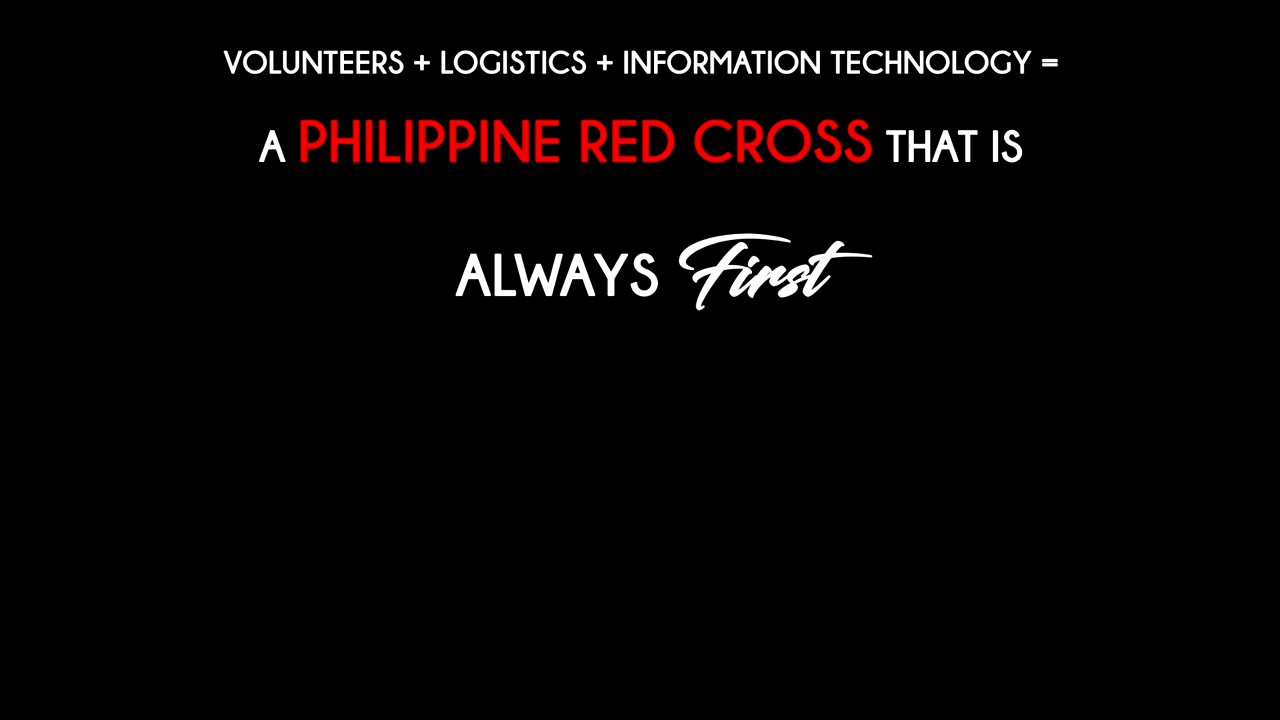 VOLUNTEERS + LOGISTICS + INFORMATION TECHNOLOGY =
A PHILIPPINE RED CROSS THAT IS
ALWAYS First